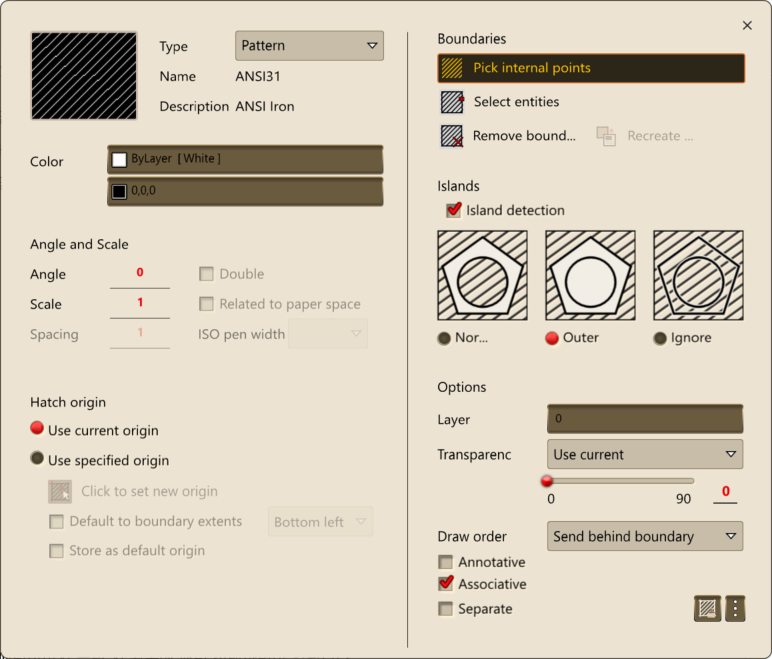 Type
Pattern
Name
ANSI31
Description
ANSI Iron
Color
ByLayer [ White ]
0,0,0
Angle and Scale
Angle
0
Double
Scale
1
Related to paper space
Spacing
1
ISO pen width
Hatch origin
Use current origin
Use specified origin
Click to set new origin
Default to boundary extents
Bottom left
Store as default origin
Boundaries
Pick internal points
Select entities
Remove bound...
Recreate ...
Islands
Island detection
Nor...
Outer
Ignore
Options
Layer
0
Transparenc
Use current
0
90
0
Draw order
Send behind boundary
Annotative
Associative
Separate